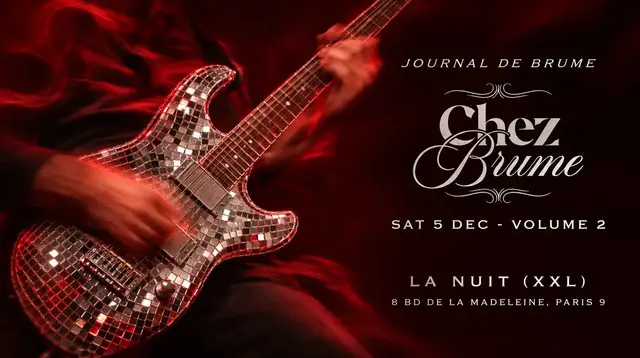 JOURNAL DE BRUME
Chez
Brume
SAT 5 DEC - VOLUME 2
LA NUIT (XXL)
8 BD DE LA MADELEINE, PARIS 9